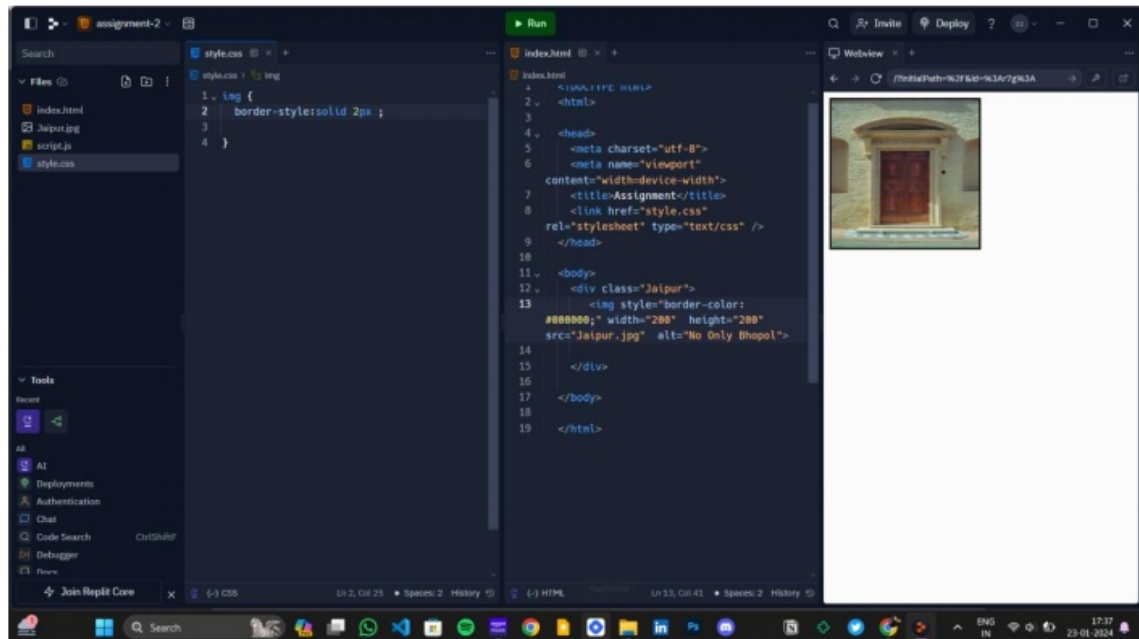 assignment-2
Run
Invite
Deploy
?
Search
Files
index.html
Jaipur.jpg
script.js
style.css
Tools
Recent
All
AI
Deployments
Authentication
Chat
Code Search CtrlShiftF
Debugger
Docs
Join Replit Core
style.css
style.css > img
1 img {
2 border-style:solid 2px ;
3
4 }
CSS
Ln 2, Col 25 Spaces: 2 History
index.html
index.html
1 <!DOCTYPE html>
2 <html>
3
4 <head>
5 <meta charset="utf-8">
6 <meta name="viewport"
content="width=device-width">
7 <title>Assignment</title>
8 <link href="style.css"
rel="stylesheet" type="text/css" />
9 </head>
10
11 <body>
12 <div class="Jaipur">
13 <img style="border-color:
#000000;" width="200" height="200"
src="Jaipur.jpg" alt="No Only Bhopol">
14
15 </div>
16
17 </body>
18
19 </html>
HTML
Ln 13, Col 41 Spaces: 2 History
Webview
Search
ENG
IN
17:37
23-01-2024